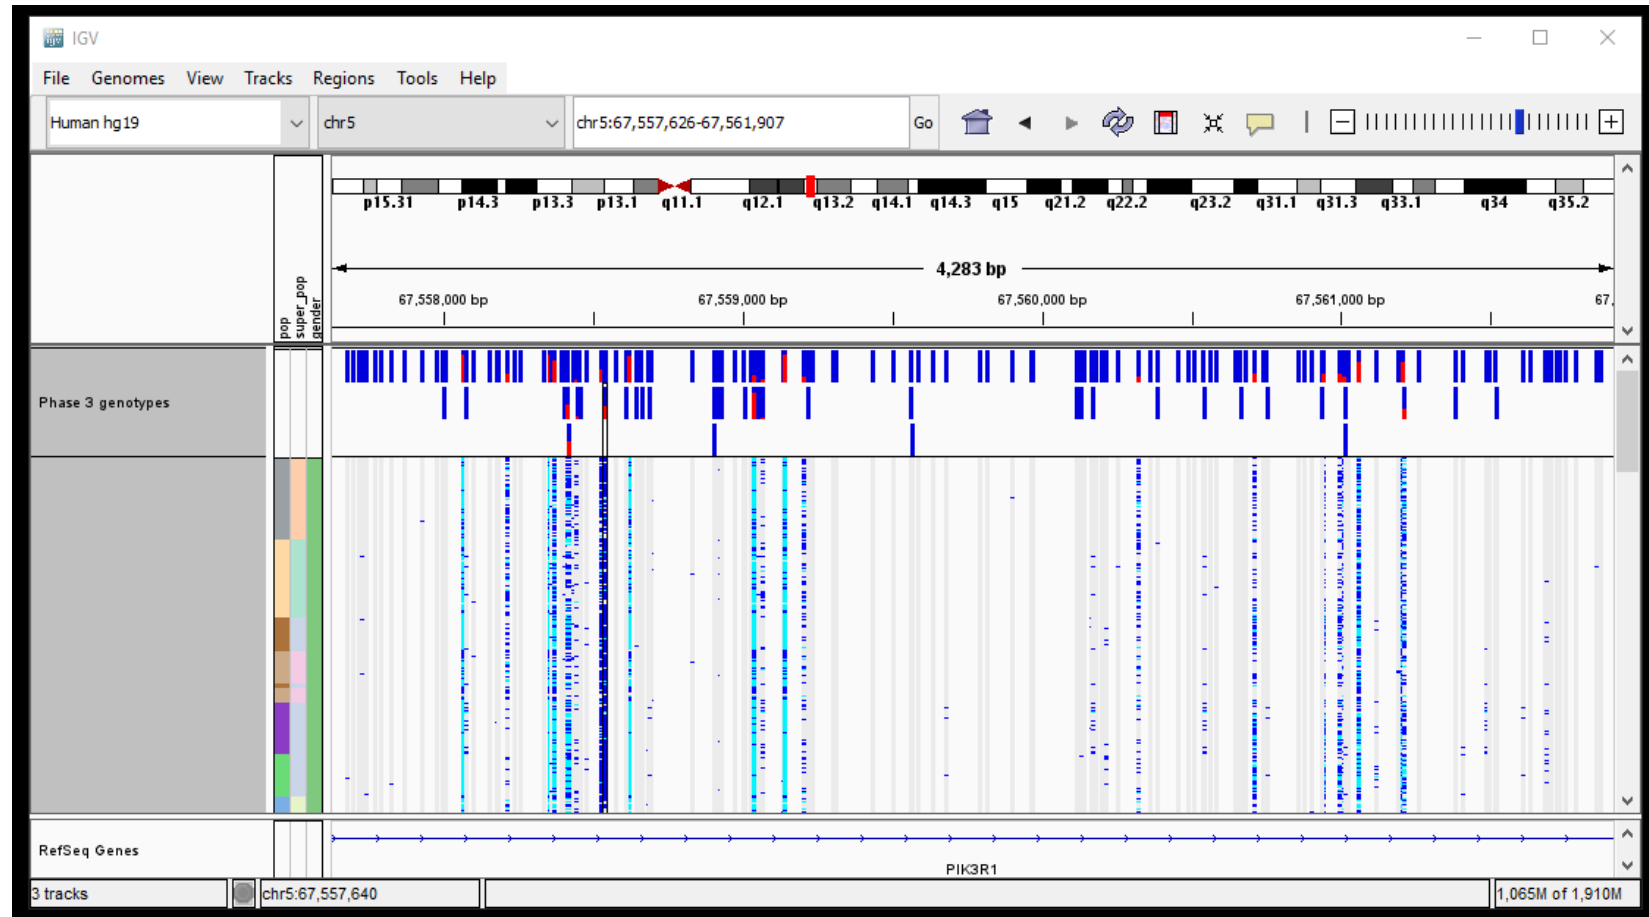 IGV
File Genomes View Tracks Regions Tools Help
Human hg19 chr5 chr5:67,557,626-67,561,907 Go
p15.31 p14.3 p13.3 p13.1 q11.1 q12.1 q13.2 q14.1 q14.3 q15 q21.2 q22.2 q23.2 q31.1 q31.3 q33.1 q34 q35.2
4,283 bp
67,558,000 bp 67,559,000 bp 67,560,000 bp 67,561,000 bp 67,
pop
super_pop
gender
Phase 3 genotypes
RefSeq Genes
PIK3R1
3 tracks chr5:67,557,640 1,065M of 1,910M